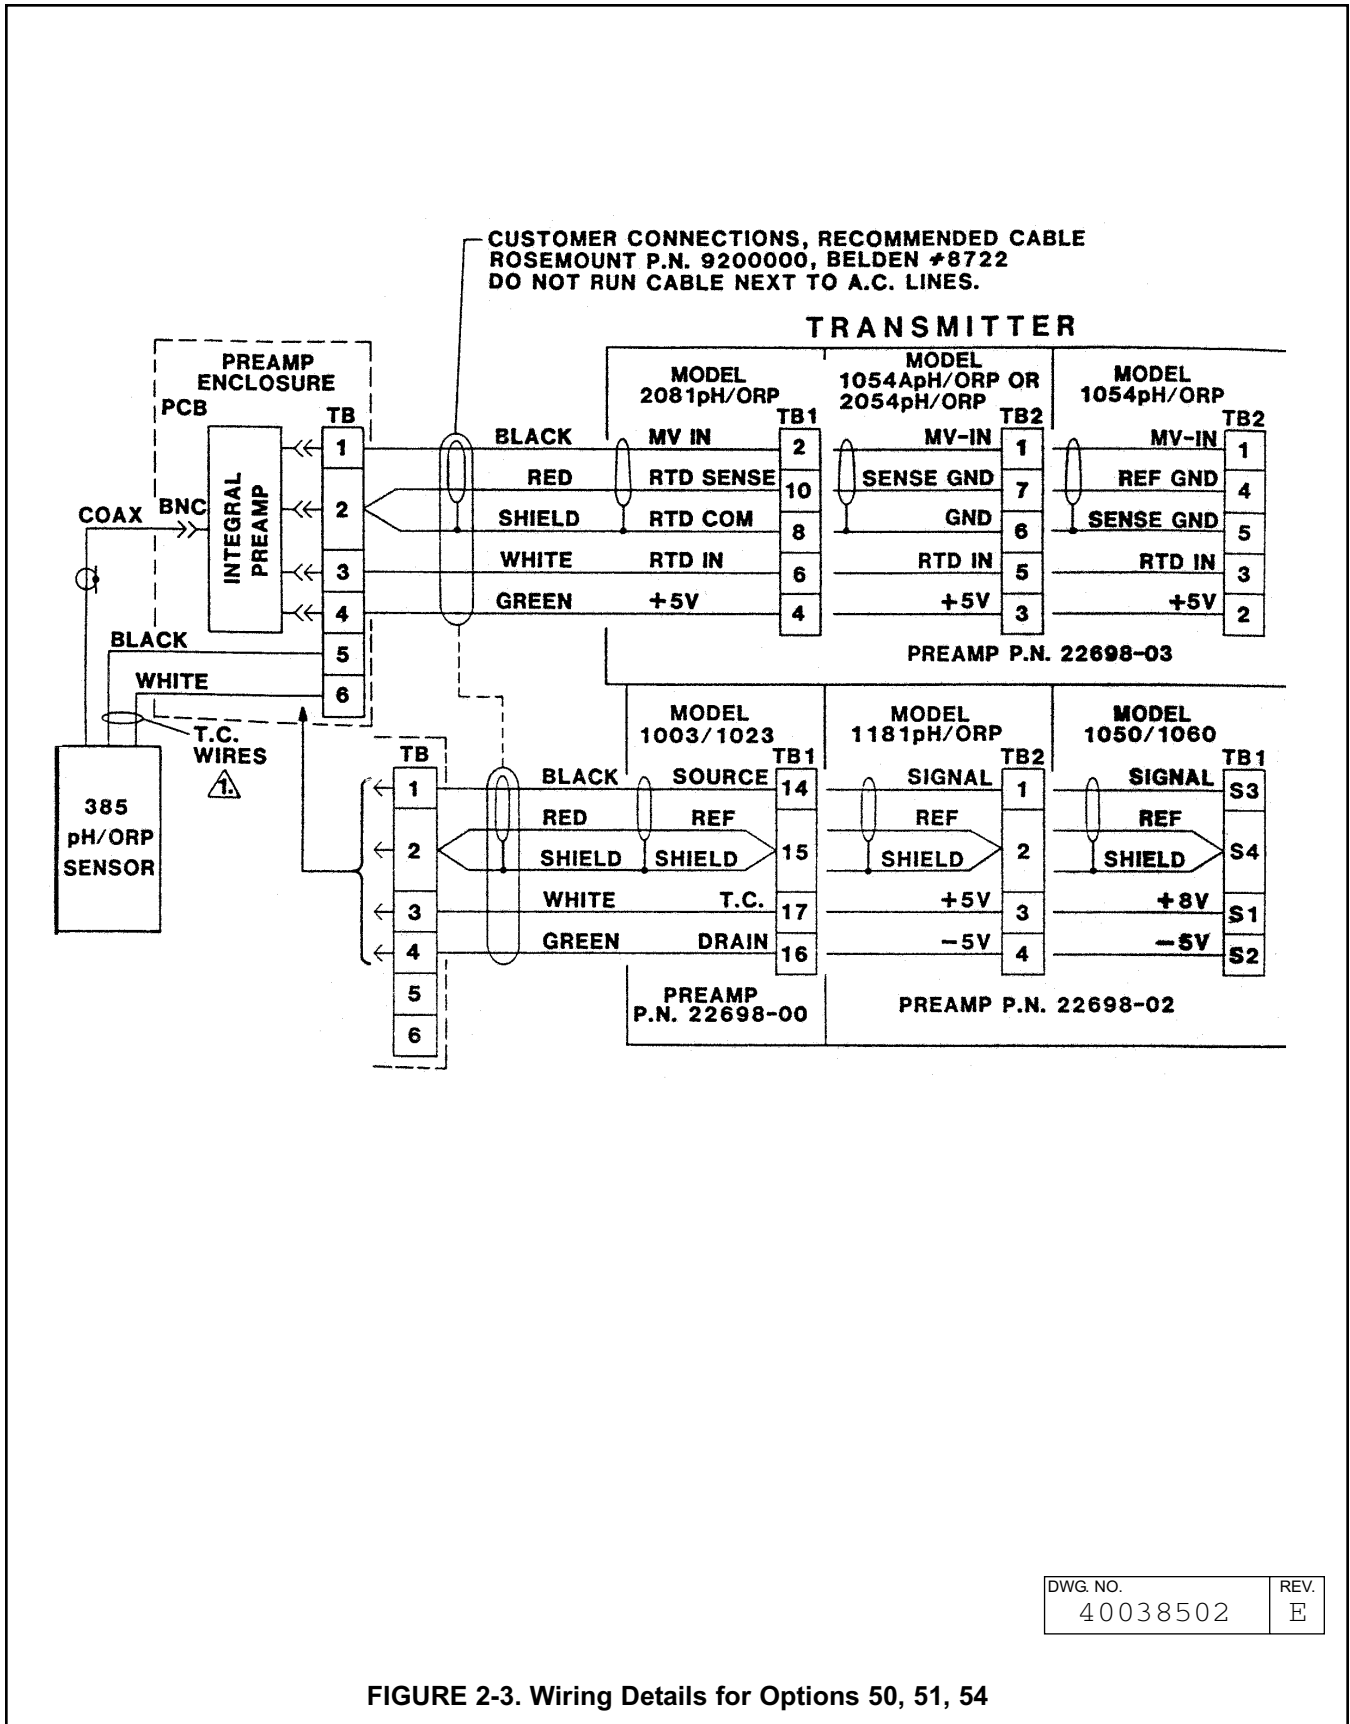 CUSTOMER CONNECTIONS, RECOMMENDED CABLE
ROSEMOUNT P.N. 9200000, BELDEN #8722
DO NOT RUN CABLE NEXT TO A.C. LINES.
TRANSMITTER
PREAMP
ENCLOSURE
PCB
TB
INTEGRAL
PREAMP
COAX
BNC
1
2
3
4
5
6
BLACK
WHITE
T.C.
WIRES
1.
385
pH/ORP
SENSOR
BLACK
RED
SHIELD
WHITE
GREEN
MODEL
2081pH/ORP
TB1
MV IN 2
RTD SENSE 10
RTD COM 8
RTD IN 6
+5V 4
MODEL
1054ApH/ORP OR
2054pH/ORP
TB2
MV-IN 1
SENSE GND 7
GND 6
RTD IN 5
+5V 3
MODEL
1054pH/ORP
TB2
MV-IN 1
REF GND 4
SENSE GND 5
RTD IN 3
+5V 2
PREAMP P.N. 22698-03
TB
1
2
3
4
5
6
BLACK
RED
SHIELD
WHITE
GREEN
MODEL
1003/1023
TB1
SOURCE 14
REF
SHIELD 15
T.C. 17
DRAIN 16
PREAMP
P.N. 22698-00
MODEL
1181pH/ORP
TB2
SIGNAL 1
REF
SHIELD 2
+5V 3
-5V 4
MODEL
1050/1060
TB1
SIGNAL S3
REF
SHIELD S4
+8V S1
-5V S2
PREAMP P.N. 22698-02
DWG. NO.
40038502
REV.
E
FIGURE 2-3. Wiring Details for Options 50, 51, 54